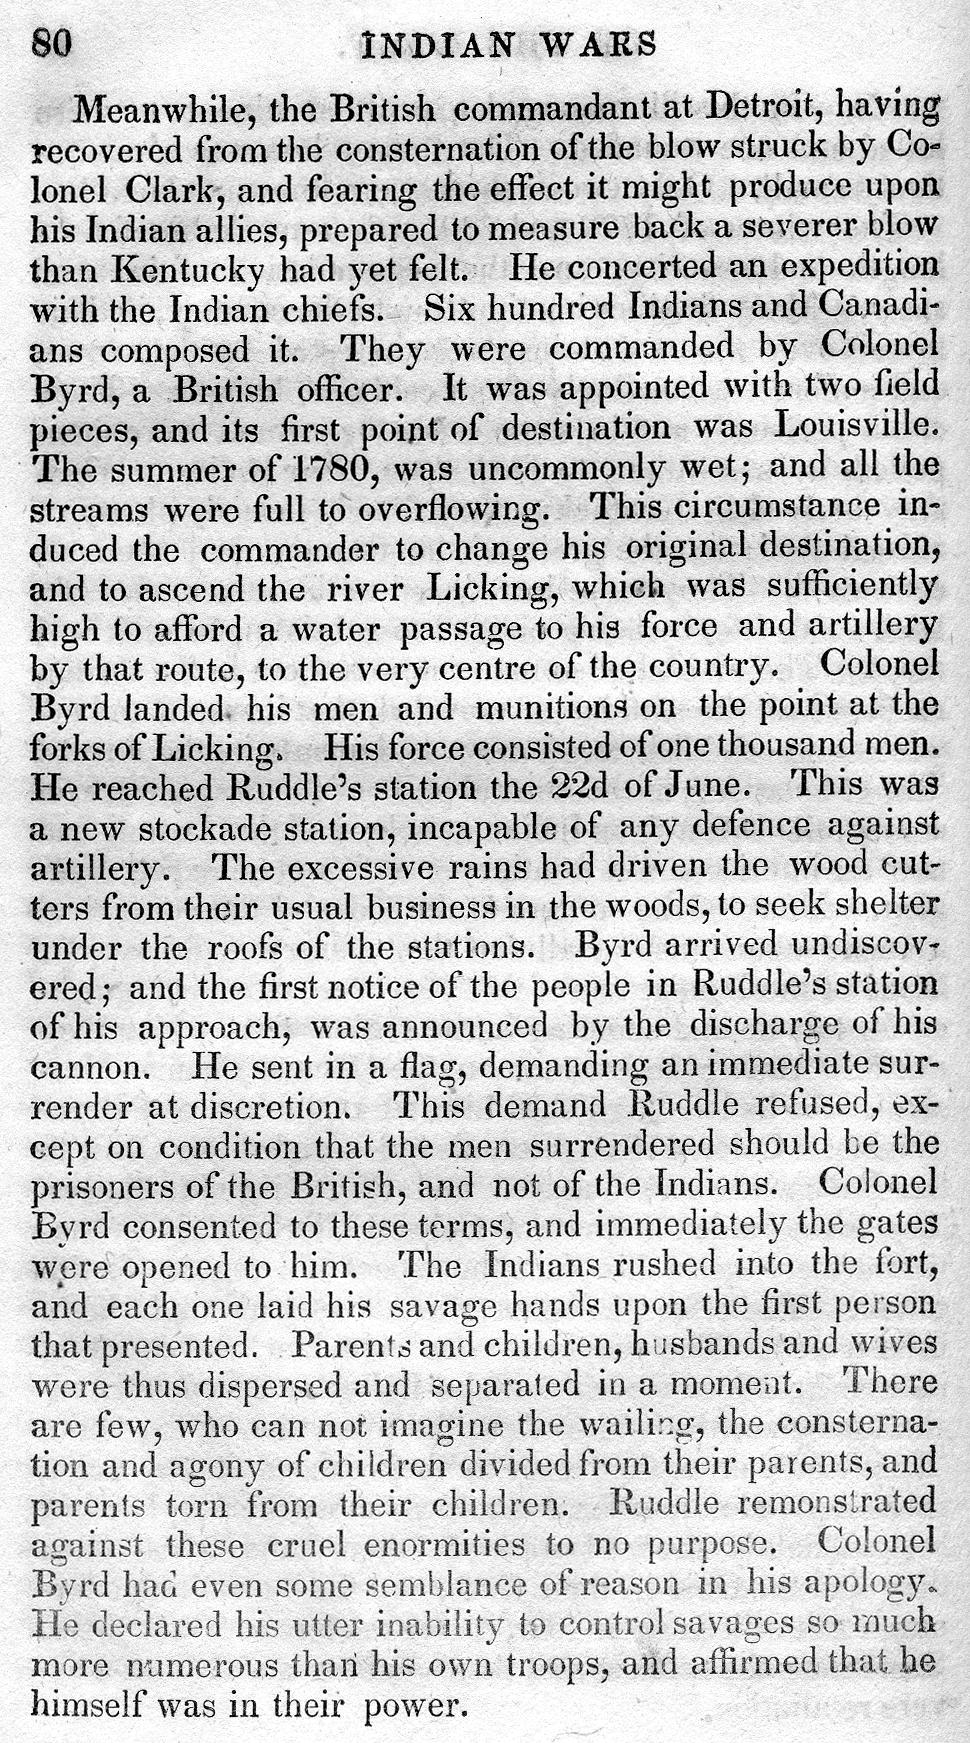 80 INDIAN WARS
Meanwhile, the British commandant at Detroit, having
recovered from the consternation of the blow struck by Co-
lonel Clark, and fearing the effect it might produce upon
his Indian allies, prepared to measure back a severer blow
than Kentucky had yet felt. He concerted an expedition
with the Indian chiefs. Six hundred Indians and Canadi-
ans composed it. They were commanded by Colonel
Byrd, a British officer. It was appointed with two field
pieces, and its first point of destination was Louisville.
The summer of 1780, was uncommonly wet; and all the
streams were full to overflowing. This circumstance in-
duced the commander to change his original destination,
and to ascend the river Licking, which was sufficiently
high to afford a water passage to his force and artillery
by that route, to the very centre of the country. Colonel
Byrd landed his men and munitions on the point at the
forks of Licking. His force consisted of one thousand men.
He reached Ruddle's station the 22d of June. This was
a new stockade station, incapable of any defence against
artillery. The excessive rains had driven the wood cut-
ters from their usual business in the woods, to seek shelter
under the roofs of the stations. Byrd arrived undiscov-
ered; and the first notice of the people in Ruddle's station
of his approach, was announced by the discharge of his
cannon. He sent in a flag, demanding an immediate sur-
render at discretion. This demand Ruddle refused, ex-
cept on condition that the men surrendered should be the
prisoners of the British, and not of the Indians. Colonel
Byrd consented to these terms, and immediately the gates
were opened to him. The Indians rushed into the fort,
and each one laid his savage hands upon the first person
that presented. Parents and children, husbands and wives
were thus dispersed and separated in a moment. There
are few, who can not imagine the wailing, the consterna-
tion and agony of children divided from their parents, and
parents torn from their children. Ruddle remonstrated
against these cruel enormities to no purpose. Colonel
Byrd had even some semblance of reason in his apology.
He declared his utter inability to control savages so much
more numerous than his own troops, and affirmed that he
himself was in their power.